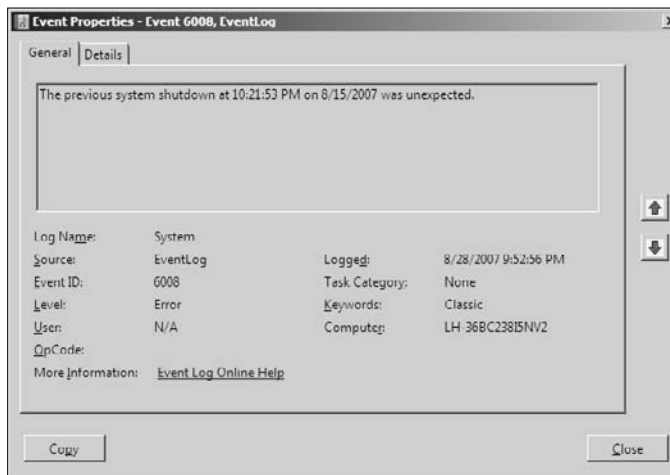 Event Properties - Event 6008, EventLog
General Details
The previous system shutdown at 10:21:53 PM on 8/15/2007 was unexpected.
Log Name: System
Source: EventLog Logged: 8/28/2007 9:52:56 PM
Event ID: 6008 Task Category: None
Level: Error Keywords: Classic
User: N/A Computer: LH-36BC238I5NV2
OpCode:
More Information: Event Log Online Help
Copy Close